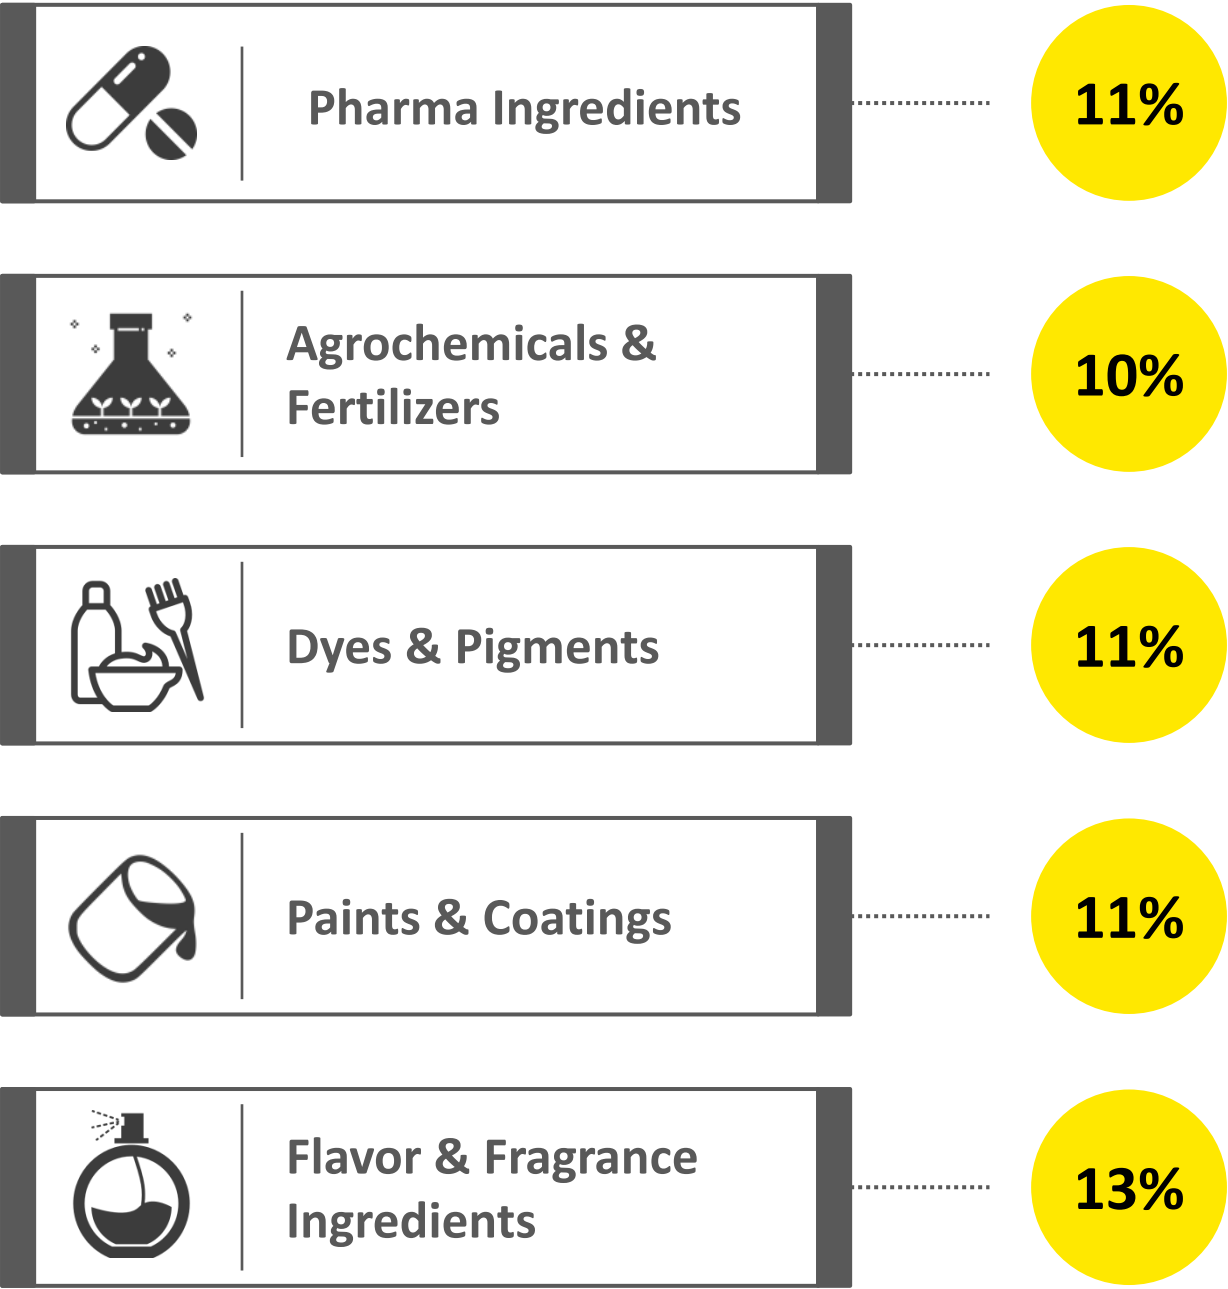 Pharma Ingredients
11%
Agrochemicals &
Fertilizers
10%
Dyes & Pigments
11%
Paints & Coatings
11%
Flavor & Fragrance
Ingredients
13%